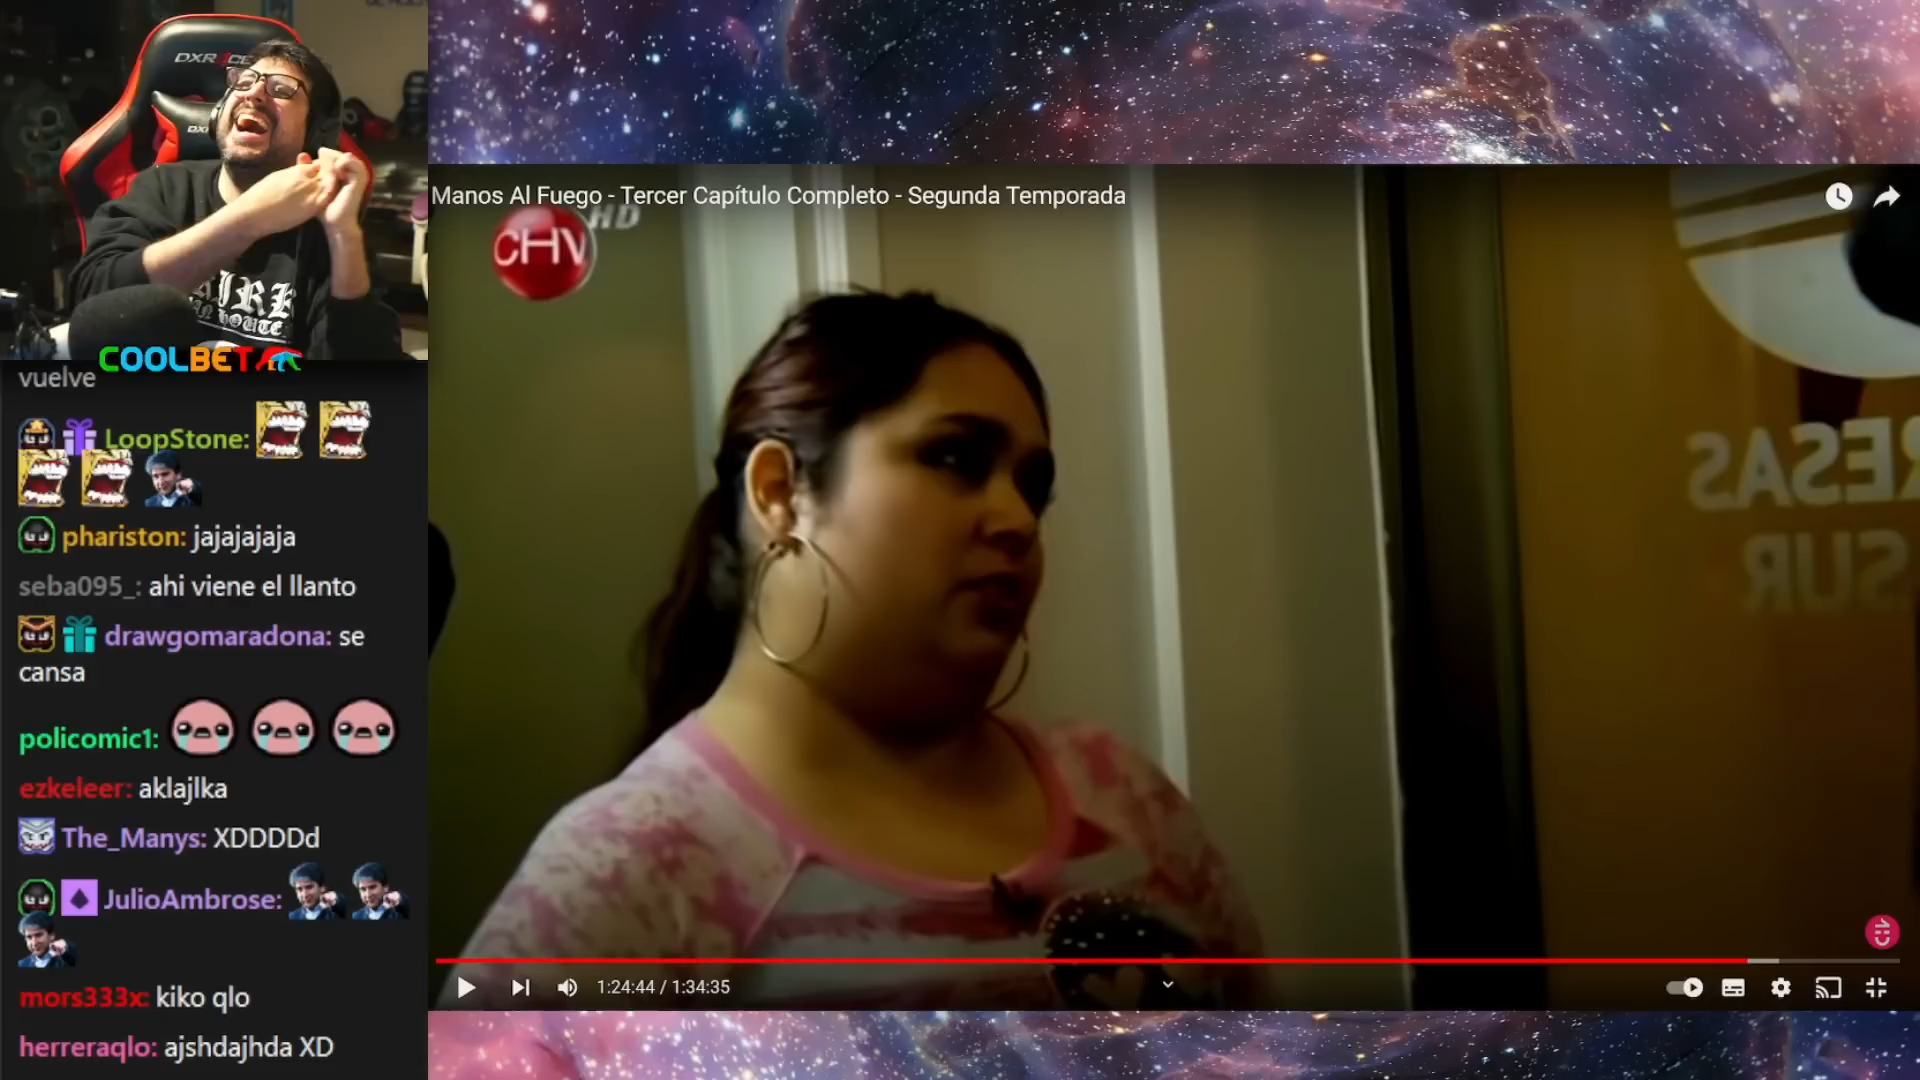 DXRACER
COOLBET
vuelve
LoopStone:
phariston: jajajajaja
seba095_: ahi viene el llanto
drawgomaradona: se
cansa
policomic1:
ezkeleer: aklajlka
The_Manys: XDDDDd
JulioAmbrose:
mors333x: kiko qlo
herreraqlo: ajshdajhda XD
Manos Al Fuego - Tercer Capítulo Completo - Segunda Temporada
HD
CHV
RESAS
SUR
1:24:44 / 1:34:35